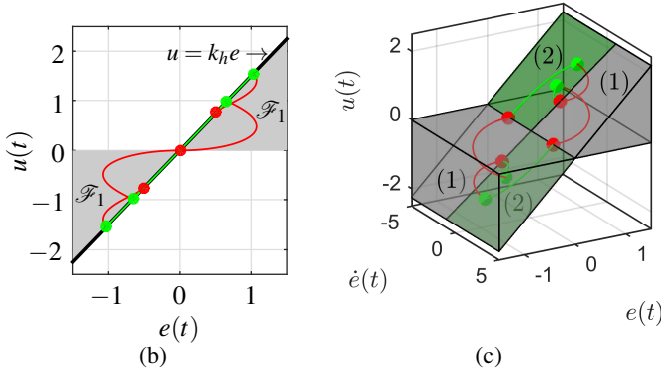 2
1
0
−1
−2
u(t)
u = k_h e →
ℱ₁
ℱ₁
−1
0
1
e(t)
(b)
2
0
-2
u(t)
(2)
(1)
(1)
(2)
-5
0
5
ė(t)
-1
0
1
e(t)
(c)